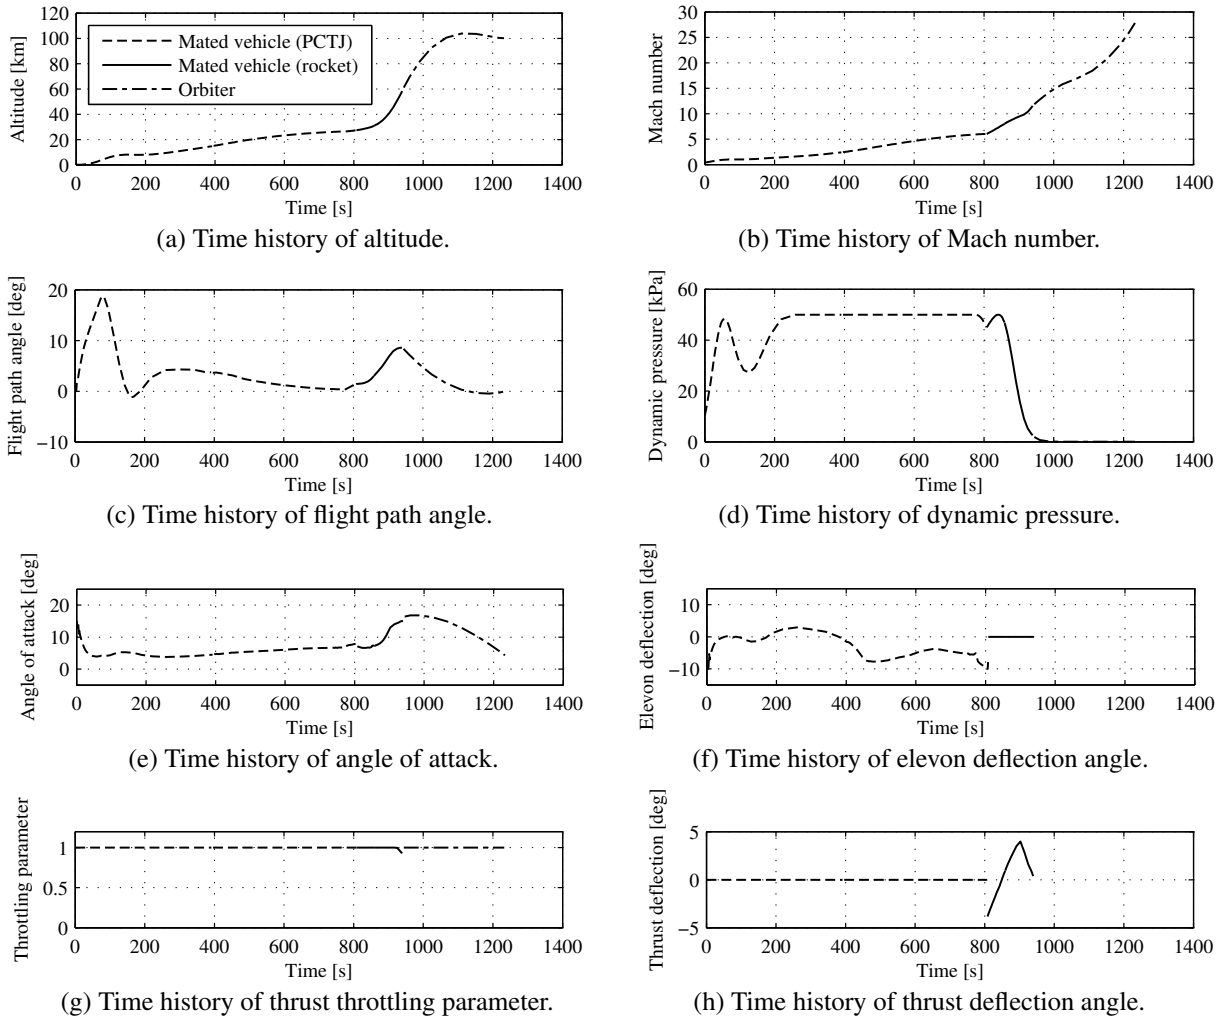 120
100
80
60
40
20
0
Altitude [km]
Mated vehicle (PCTJ)
Mated vehicle (rocket)
Orbiter
0 200 400 600 800 1000 1200 1400
Time [s]
(a) Time history of altitude.
30
25
20
15
10
5
0
Mach number
0 200 400 600 800 1000 1200 1400
Time [s]
(b) Time history of Mach number.
20
10
0
−10
Flight path angle [deg]
0 200 400 600 800 1000 1200 1400
Time [s]
(c) Time history of flight path angle.
60
40
20
0
Dynamic pressure [kPa]
0 200 400 600 800 1000 1200 1400
Time [s]
(d) Time history of dynamic pressure.
20
10
0
Angle of attack [deg]
0 200 400 600 800 1000 1200 1400
Time [s]
(e) Time history of angle of attack.
10
0
−10
Elevon deflection [deg]
0 200 400 600 800 1000 1200 1400
Time [s]
(f) Time history of elevon deflection angle.
1
0.5
0
Throttling parameter
0 200 400 600 800 1000 1200 1400
Time [s]
(g) Time history of thrust throttling parameter.
5
0
−5
Thrust deflection [deg]
0 200 400 600 800 1000 1200 1400
Time [s]
(h) Time history of thrust deflection angle.